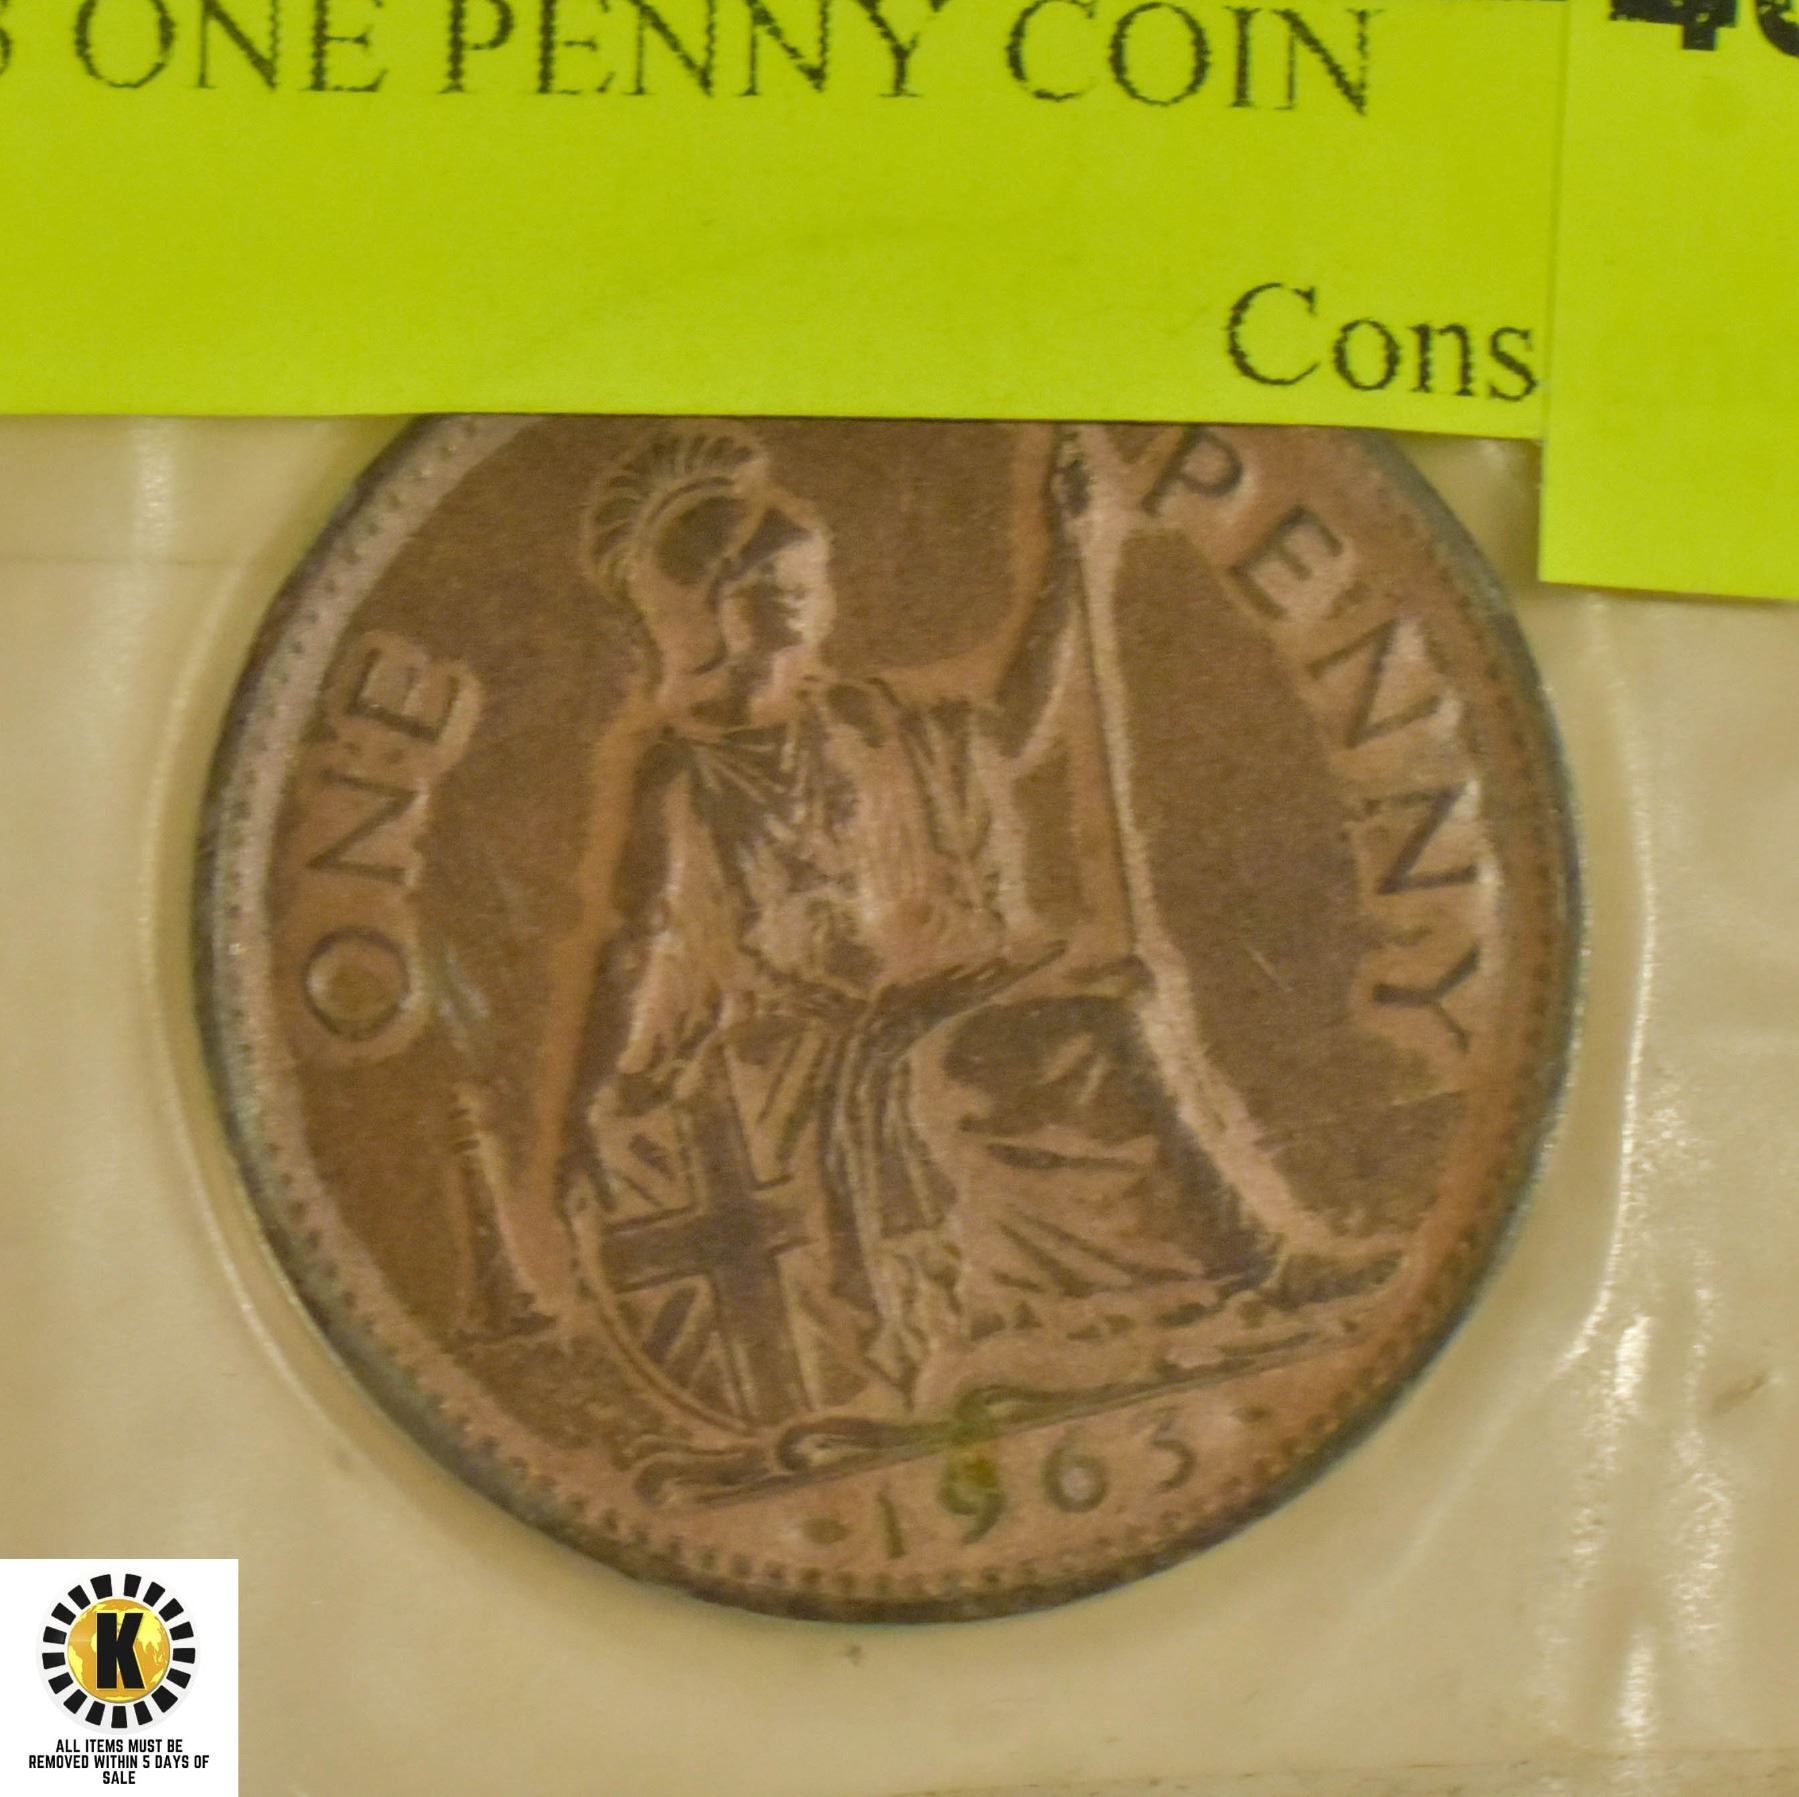 ONE PENNY COIN
Cons
ONE PENNY
· 1963 ·
K
ALL ITEMS MUST BE
REMOVED WITHIN 5 DAYS OF
SALE